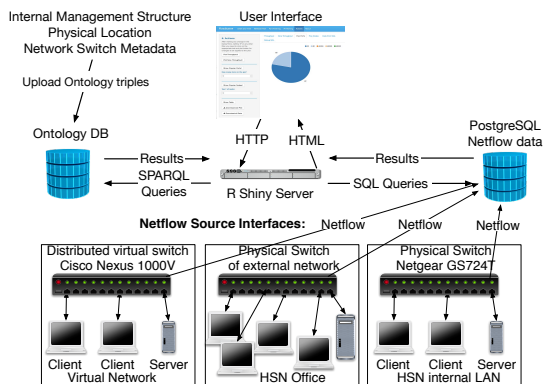 Internal Management Structure
Physical Location
Network Switch Metadata
User Interface
Upload Ontology triples
Ontology DB
HTTP
HTML
PostgreSQL
Netflow data
Results
SPARQL
Queries
R Shiny Server
Results
SQL Queries
Netflow Source Interfaces:
Netflow
Netflow
Netflow
Distributed virtual switch
Cisco Nexus 1000V
Physical Switch
of external network
Physical Switch
Netgear GS724T
Client
Client
Server
Virtual Network
HSN Office
Client
Client
Server
HSN internal LAN